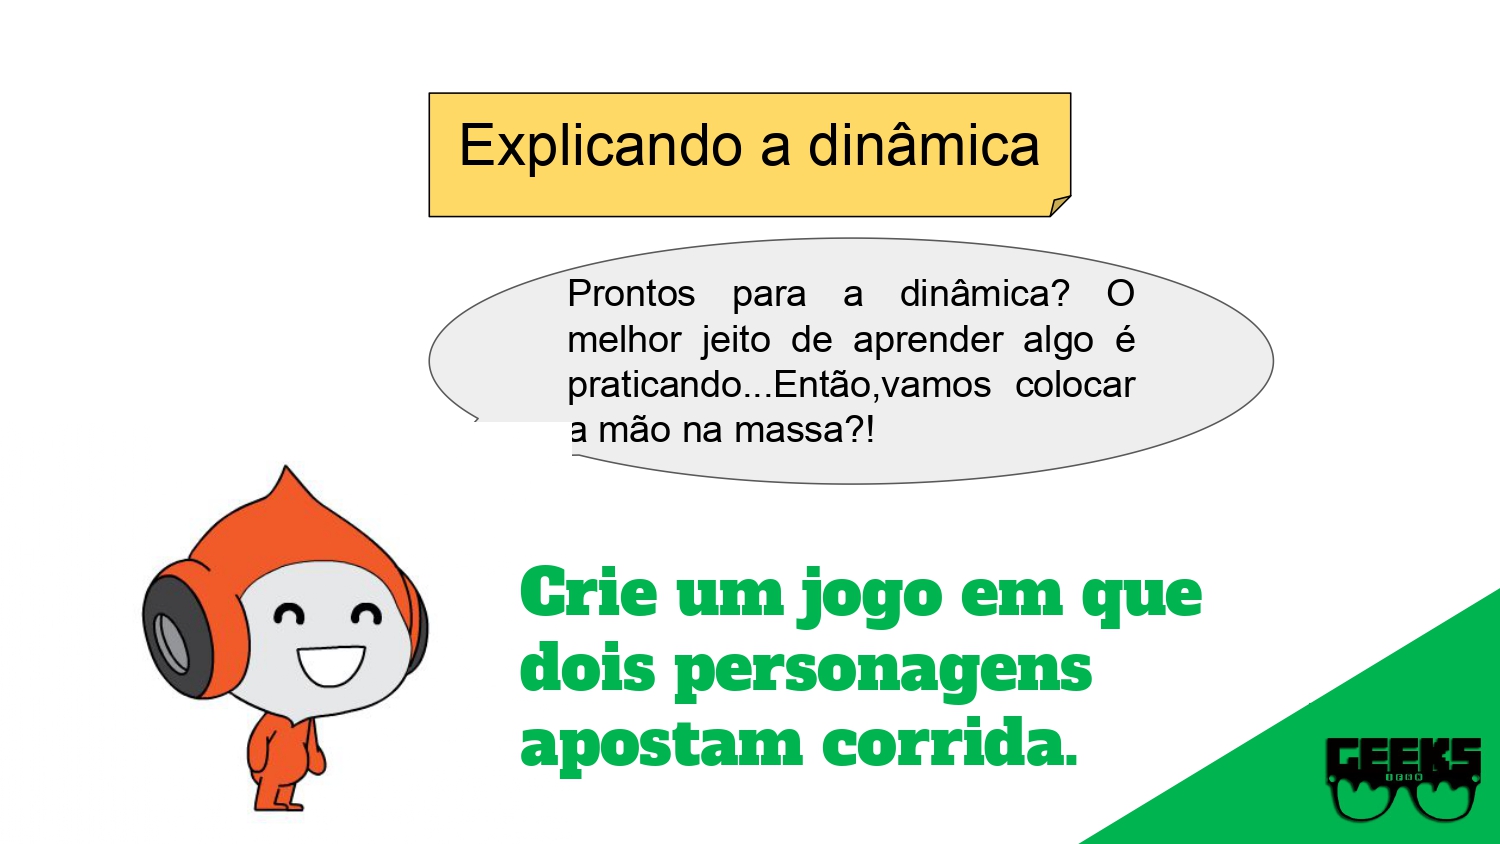 Explicando a dinâmica
Prontos para a dinâmica? O
melhor jeito de aprender algo é
praticando...Então,vamos colocar
a mão na massa?!
Crie um jogo em que
dois personagens
apostam corrida.
GEEKS
IFRN